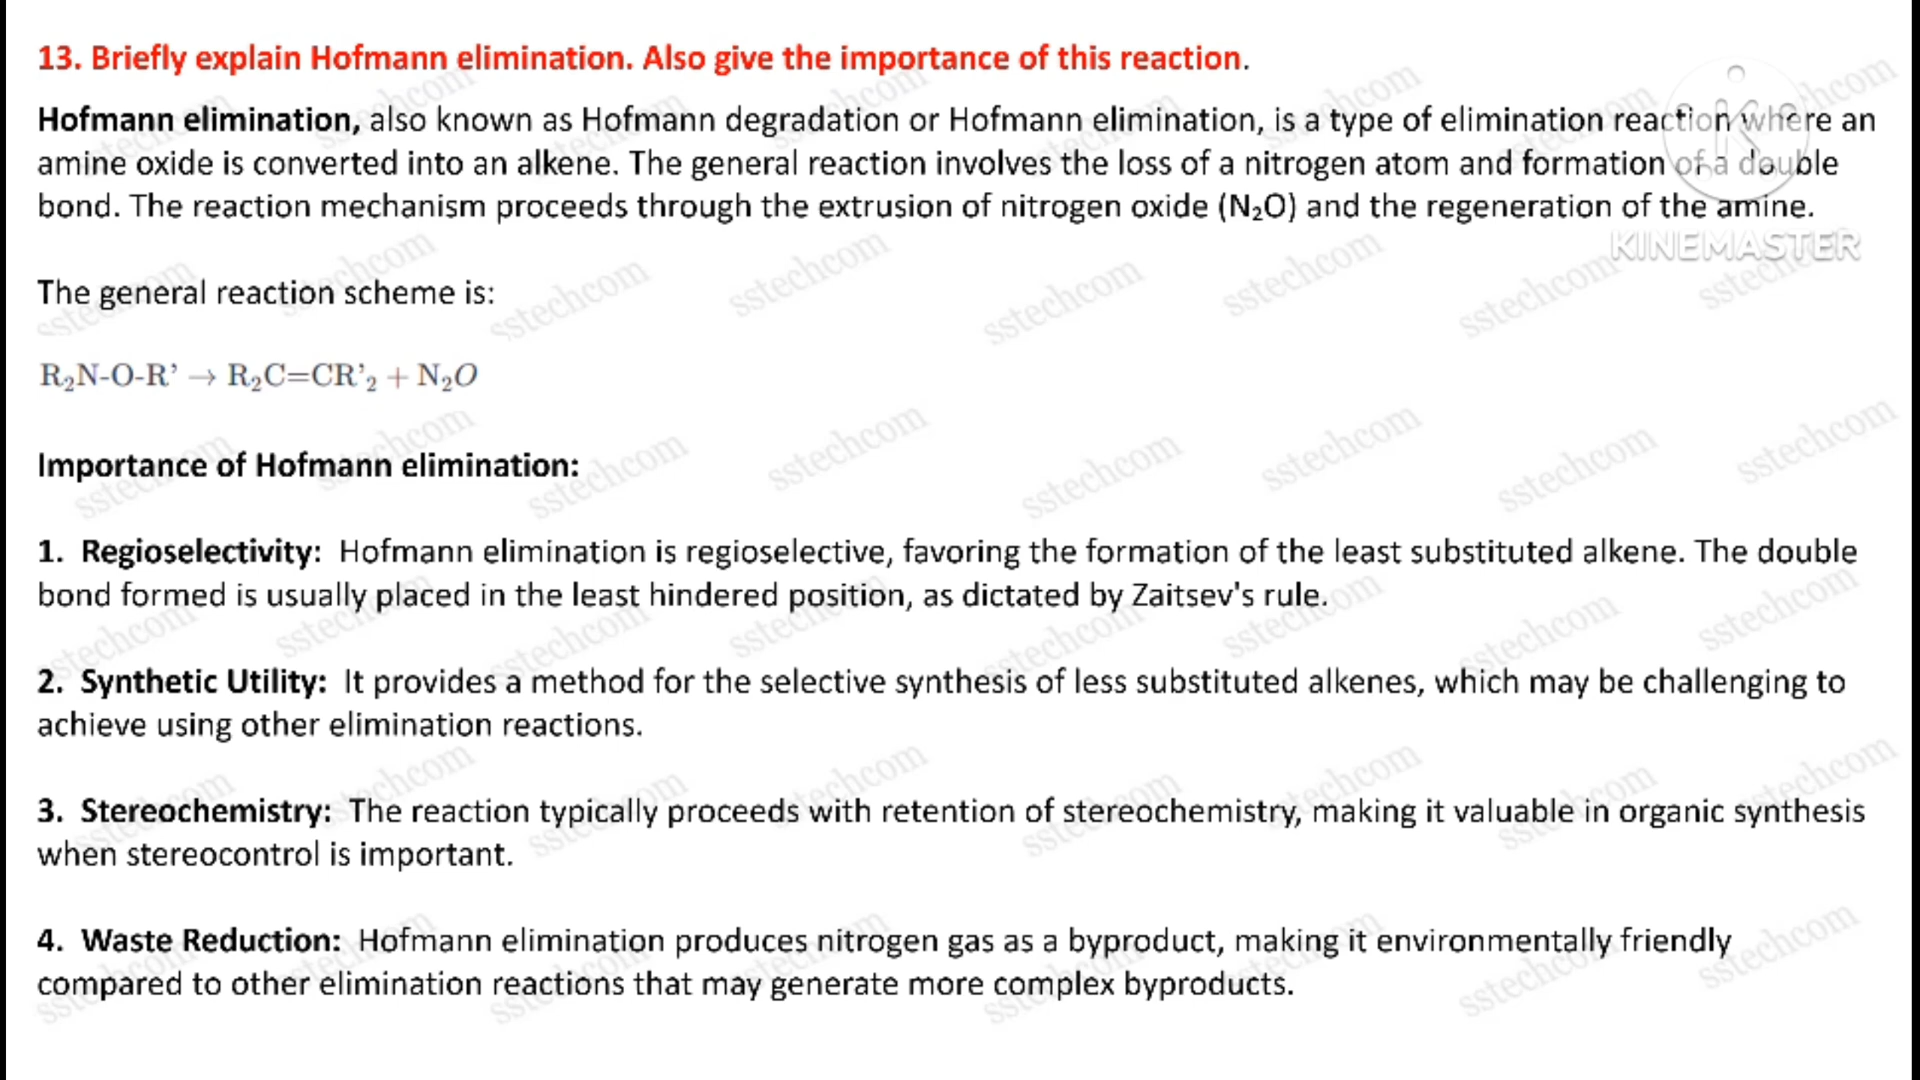 13. Briefly explain Hofmann elimination. Also give the importance of this reaction.
Hofmann elimination, also known as Hofmann degradation or Hofmann elimination, is a type of elimination reaction where an
amine oxide is converted into an alkene. The general reaction involves the loss of a nitrogen atom and formation of a double
bond. The reaction mechanism proceeds through the extrusion of nitrogen oxide (N₂O) and the regeneration of the amine.
KINEMASTER
The general reaction scheme is:
R₂N-O-R’ → R₂C=CR’₂ + N₂O
Importance of Hofmann elimination:
1. Regioselectivity: Hofmann elimination is regioselective, favoring the formation of the least substituted alkene. The double
bond formed is usually placed in the least hindered position, as dictated by Zaitsev's rule.
2. Synthetic Utility: It provides a method for the selective synthesis of less substituted alkenes, which may be challenging to
achieve using other elimination reactions.
3. Stereochemistry: The reaction typically proceeds with retention of stereochemistry, making it valuable in organic synthesis
when stereocontrol is important.
4. Waste Reduction: Hofmann elimination produces nitrogen gas as a byproduct, making it environmentally friendly
compared to other elimination reactions that may generate more complex byproducts.
sstechcom